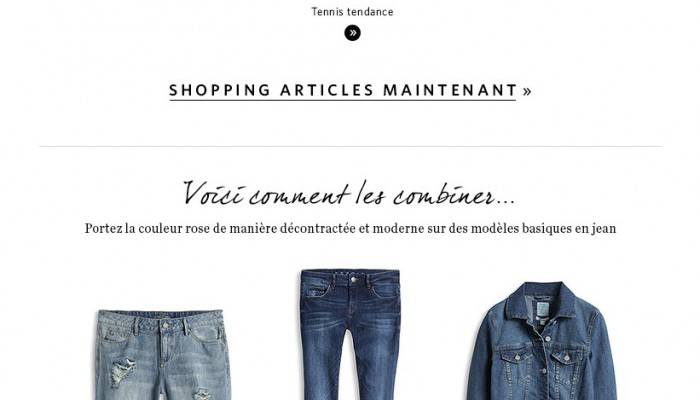 Tennis tendance
»
SHOPPING ARTICLES MAINTENANT »
Voici comment les combiner...
Portez la couleur rose de manière décontractée et moderne sur des modèles basiques en jean